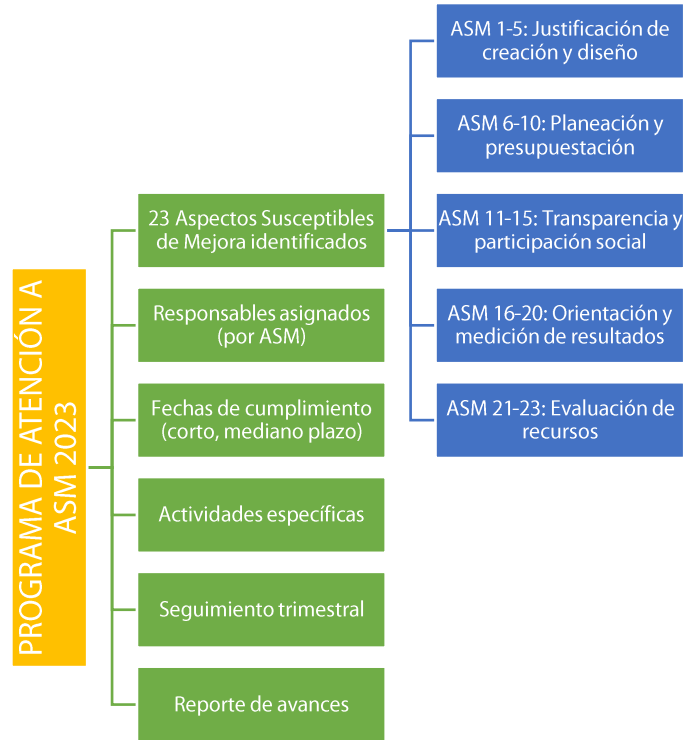 PROGRAMA DE ATENCIÓN A
ASM 2023
23 Aspectos Susceptibles
de Mejora identificados
Responsables asignados
(por ASM)
Fechas de cumplimiento
(corto, mediano plazo)
Actividades específicas
Seguimiento trimestral
Reporte de avances
ASM 1-5: Justificación de
creación y diseño
ASM 6-10: Planeación y
presupuestación
ASM 11-15: Transparencia y
participación social
ASM 16-20: Orientación y
medición de resultados
ASM 21-23: Evaluación de
recursos